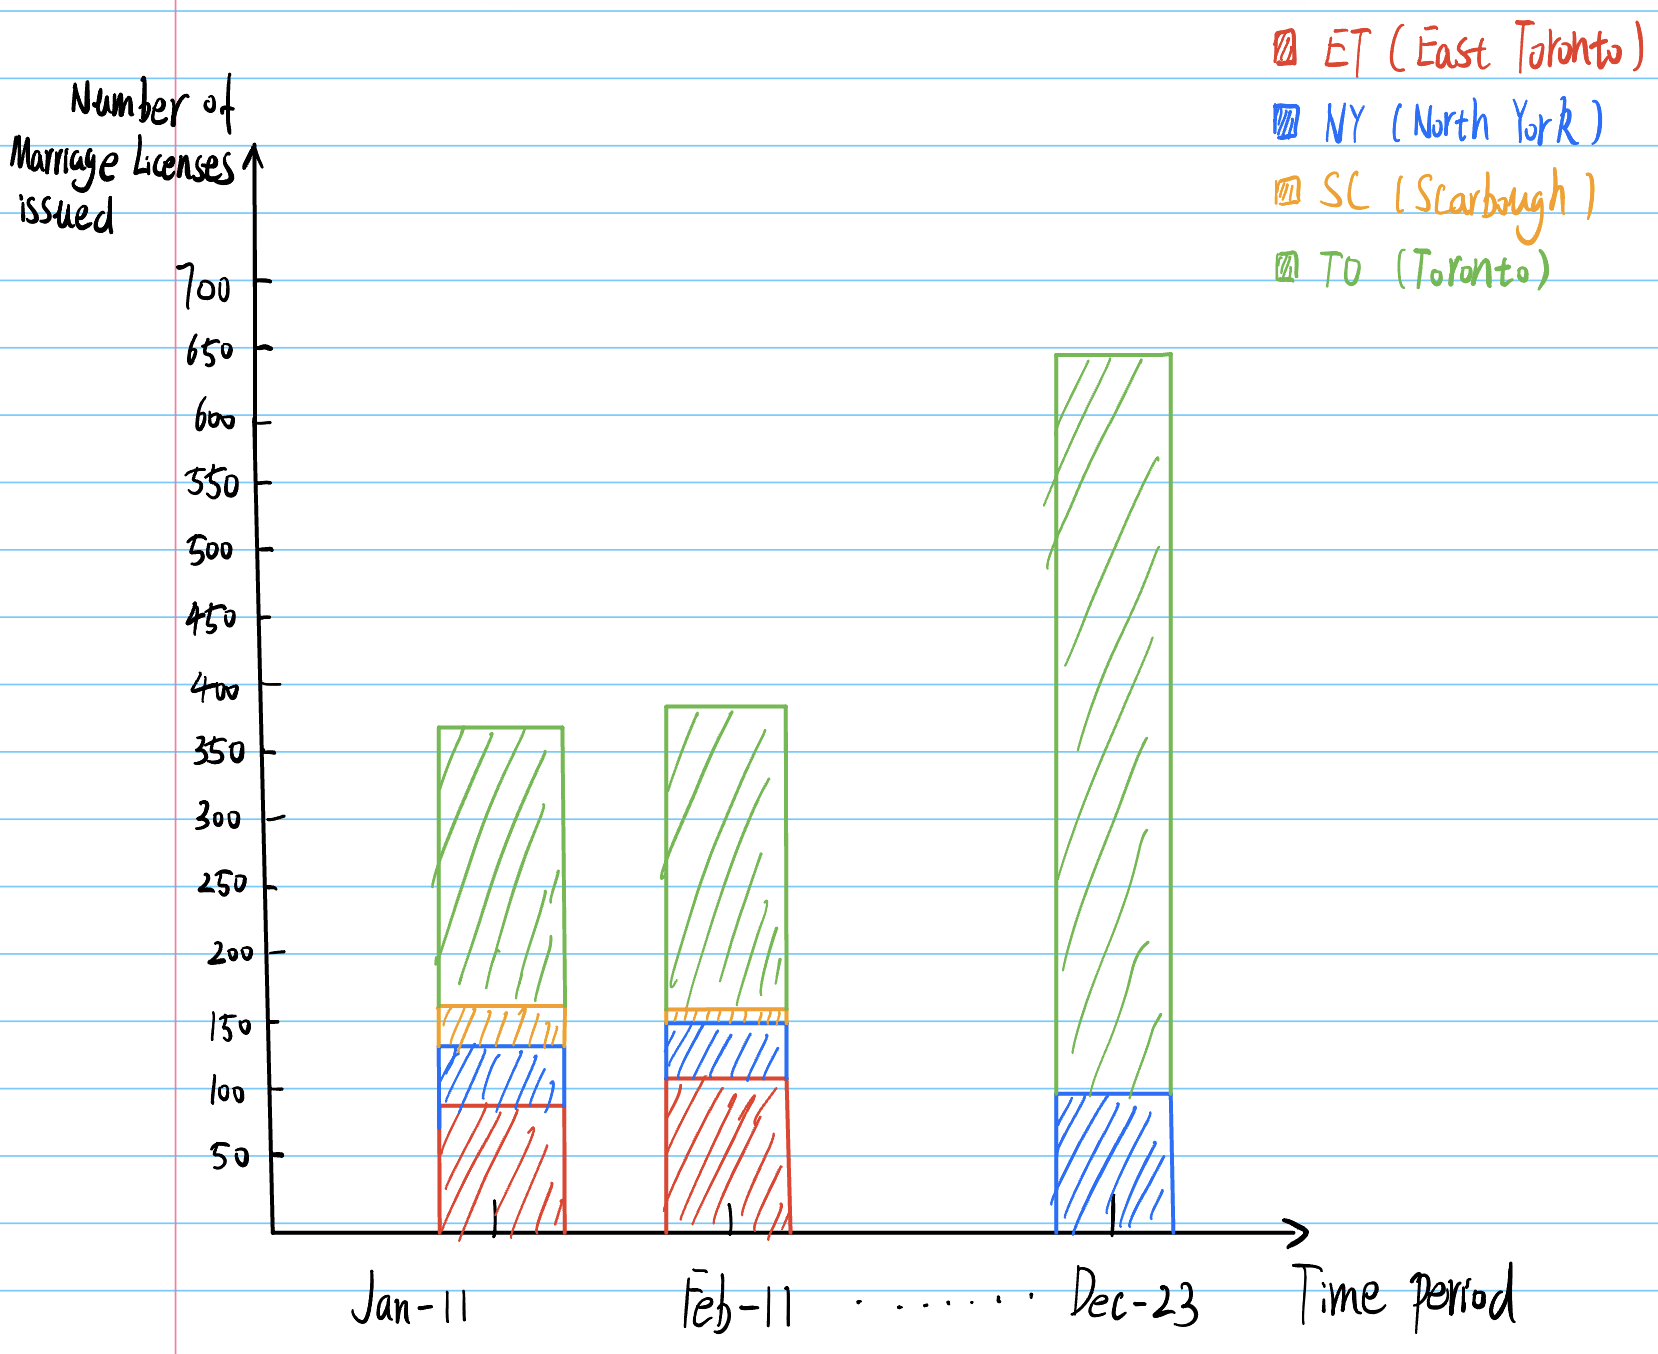 ET (East Toronto)
NY (North York)
SC (Scarbough)
TO (Toronto)
Number of
Marriage Licenses
issued
700
650
600
550
500
450
400
350
300
250
200
150
100
50
Jan-11 Feb-11 ....... Dec-23 Time period